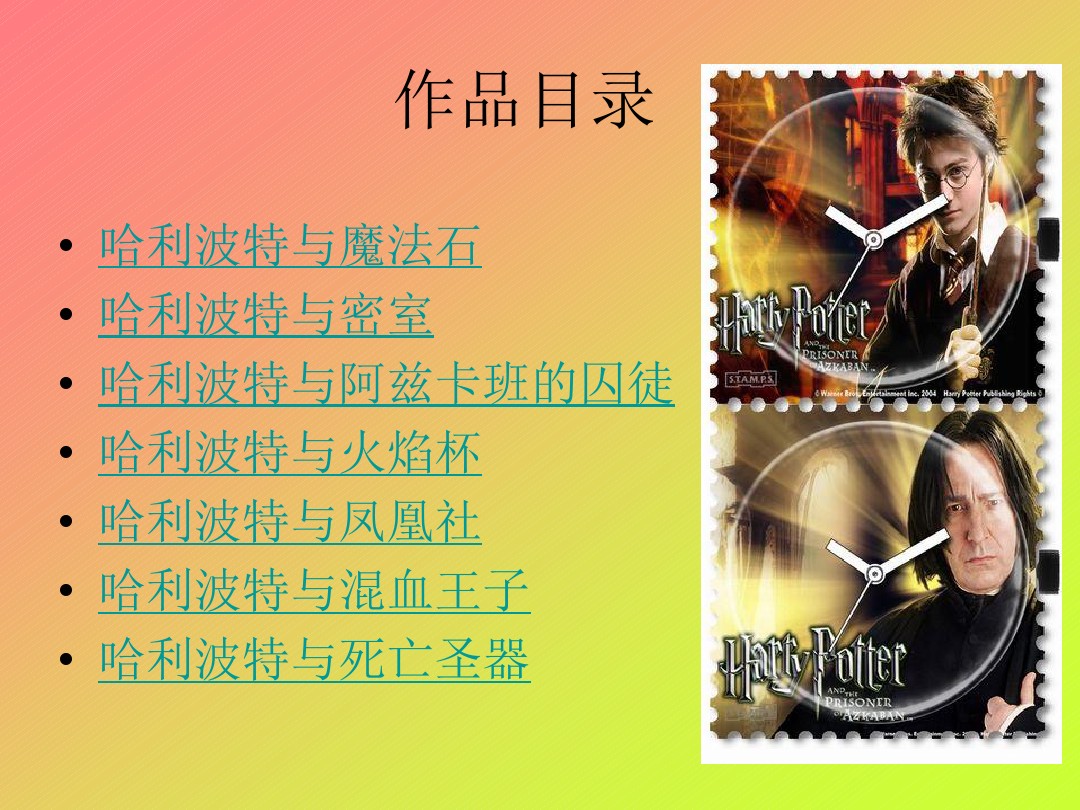 作品目录
• 哈利波特与魔法石
• 哈利波特与密室
• 哈利波特与阿兹卡班的囚徒
• 哈利波特与火焰杯
• 哈利波特与凤凰社
• 哈利波特与混血王子
• 哈利波特与死亡圣器
Harry Potter
AND THE
PRISONER
OF AZKABAN
S.T.A.M.P.S.
© Warner Bros. Entertainment Inc. 2004 Harry Potter Publishing Rights ©
Harry Potter
AND THE
PRISONER
OF AZKABAN